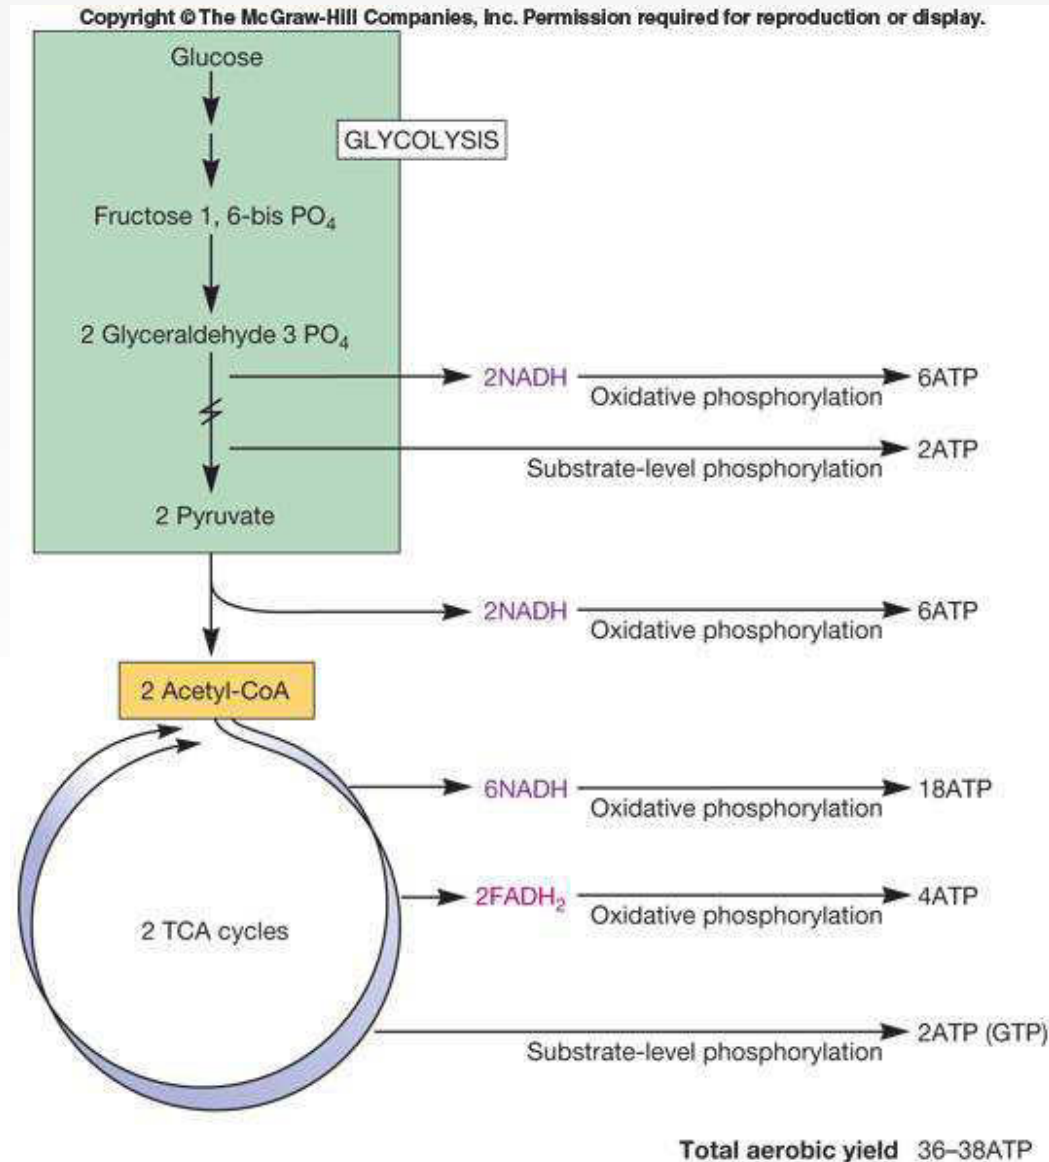 Copyright © The McGraw-Hill Companies, Inc. Permission required for reproduction or display.
Glucose
GLYCOLYSIS
Fructose 1, 6-bis PO₄
2 Glyceraldehyde 3 PO₄
2NADH
Oxidative phosphorylation
6ATP
Substrate-level phosphorylation
2ATP
2 Pyruvate
2NADH
Oxidative phosphorylation
6ATP
2 Acetyl-CoA
6NADH
Oxidative phosphorylation
18ATP
2FADH₂
Oxidative phosphorylation
4ATP
2 TCA cycles
Substrate-level phosphorylation
2ATP (GTP)
Total aerobic yield 36–38ATP